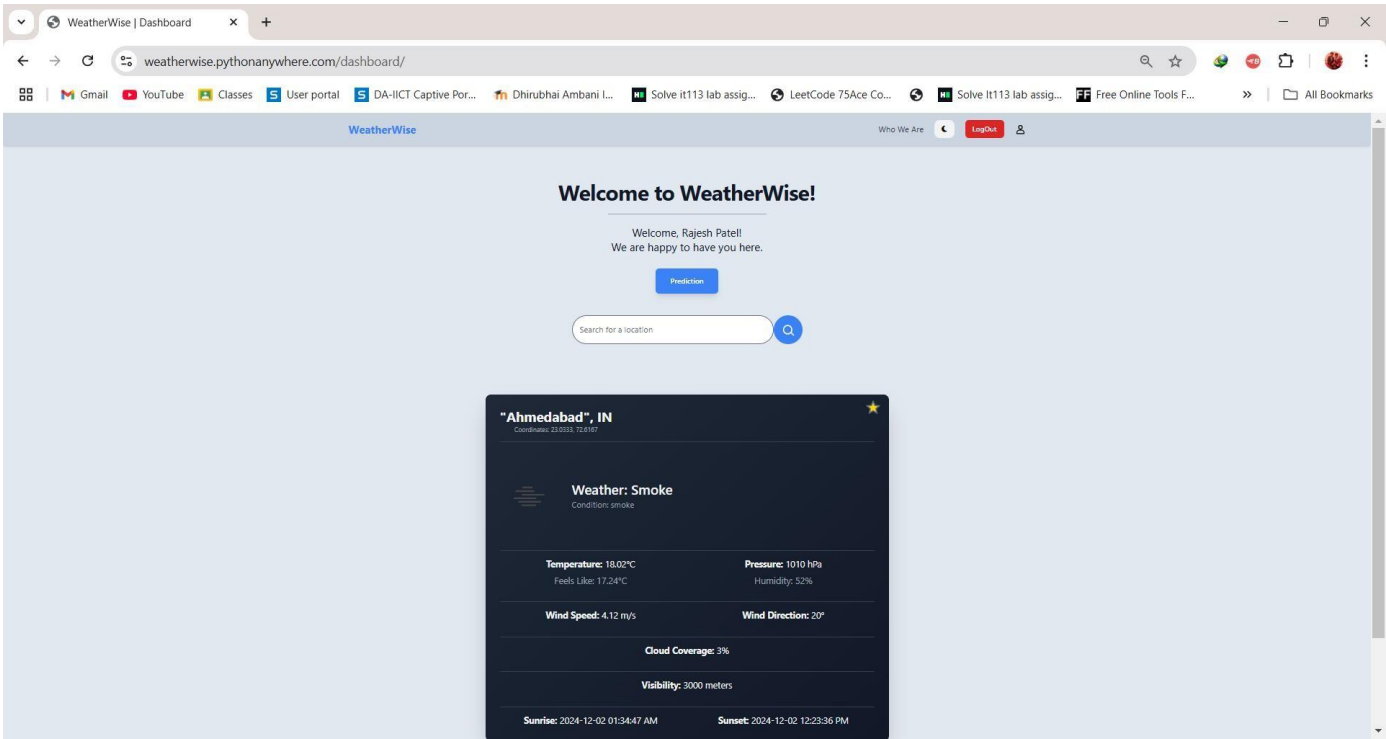 WeatherWise | Dashboard
weatherwise.pythonanywhere.com/dashboard/
Gmail YouTube Classes User portal DA-IICT Captive Por... Dhirubhai Ambani I... Solve it113 lab assig... LeetCode 75Ace Co... Solve It113 lab assig... Free Online Tools F... » All Bookmarks
WeatherWise Who We Are LogOut
Welcome to WeatherWise!
Welcome, Rajesh Patel!
We are happy to have you here.
Prediction
Search for a location
"Ahmedabad", IN
Coordinates: 23.0333, 72.6167
Weather: Smoke
Condition: smoke
Temperature: 18.02°C Pressure: 1010 hPa
Feels Like: 17.24°C Humidity: 52%
Wind Speed: 4.12 m/s Wind Direction: 20°
Cloud Coverage: 3%
Visibility: 3000 meters
Sunrise: 2024-12-02 01:34:47 AM Sunset: 2024-12-02 12:23:36 PM